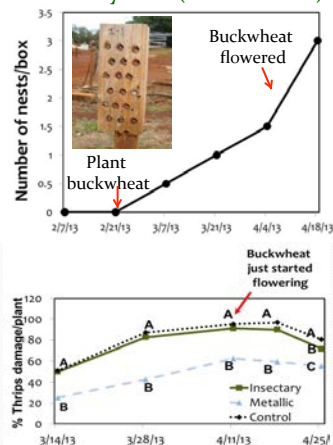 Buckwheat
flowered
Number of nests/box
3.5
3
2.5
2
1.5
1
0.5
0
Plant
buckwheat
2/7/13
2/21/13
3/7/13
3/21/13
4/4/13
4/18/13
Buckwheat
just started
flowering
% Thrips damage/plant
120
100
80
60
40
20
0
A
A
A
A
A
B
B
B
B
B
C
Insectary
Metallic
Control
3/14/13
3/28/13
4/11/13
4/25/